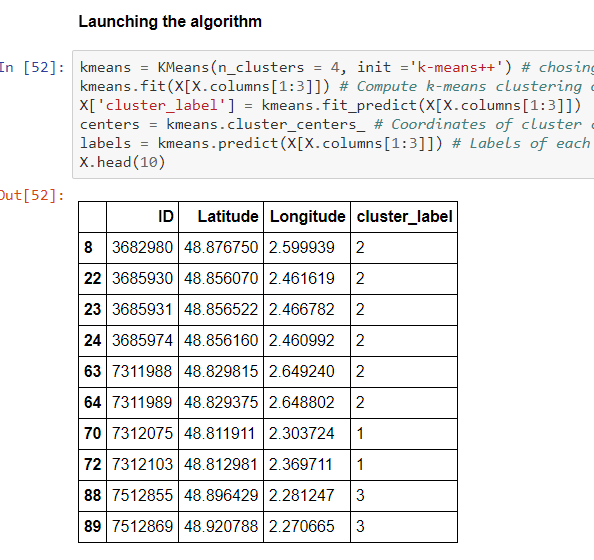 Launching the algorithm
In [52]:
kmeans = KMeans(n_clusters = 4, init ='k-means++') # chosing
kmeans.fit(X[X.columns[1:3]]) # Compute k-means clustering
X['cluster_label'] = kmeans.fit_predict(X[X.columns[1:3]])
centers = kmeans.cluster_centers_ # Coordinates of cluster
labels = kmeans.predict(X[X.columns[1:3]]) # Labels of each
X.head(10)
Out[52]:
ID Latitude Longitude cluster_label
8 3682980 48.876750 2.599939 2
22 3685930 48.856070 2.461619 2
23 3685931 48.856522 2.466782 2
24 3685974 48.856160 2.460992 2
63 7311988 48.829815 2.649240 2
64 7311989 48.829375 2.648802 2
70 7312075 48.811911 2.303724 1
72 7312103 48.812981 2.369711 1
88 7512855 48.896429 2.281247 3
89 7512869 48.920788 2.270665 3